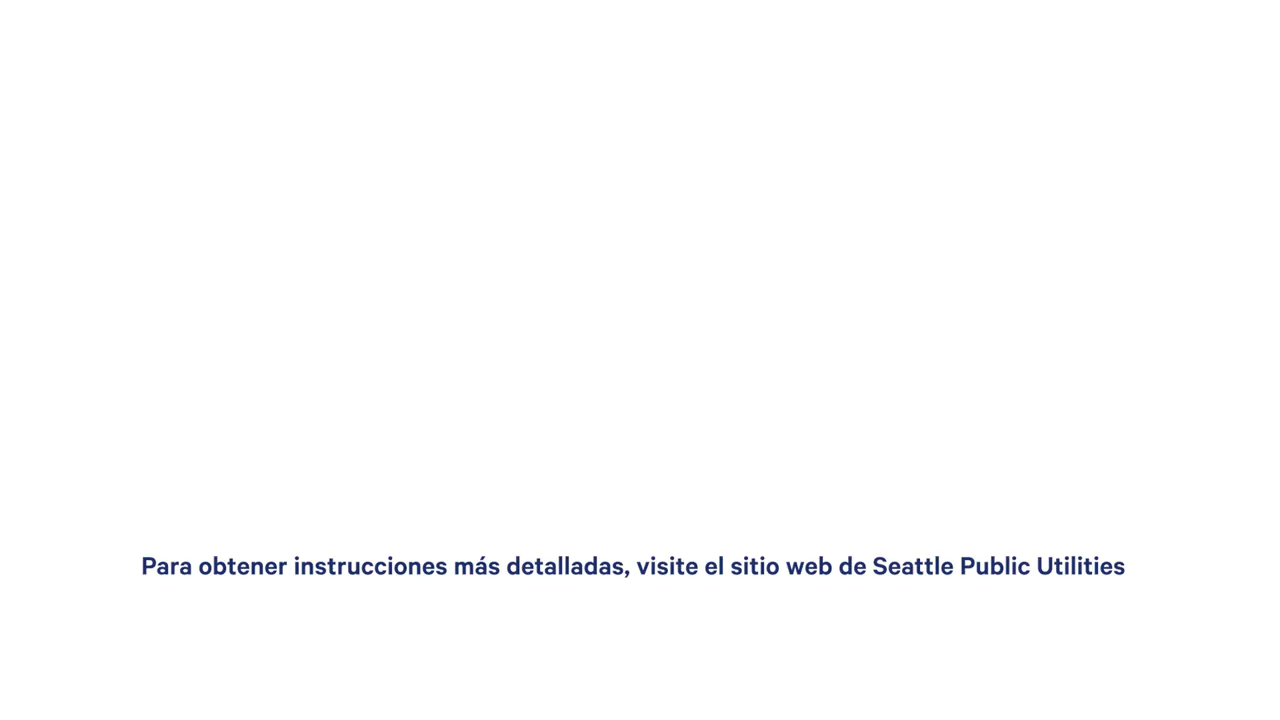 Para obtener instrucciones más detalladas, visite el sitio web de Seattle Public Utilities